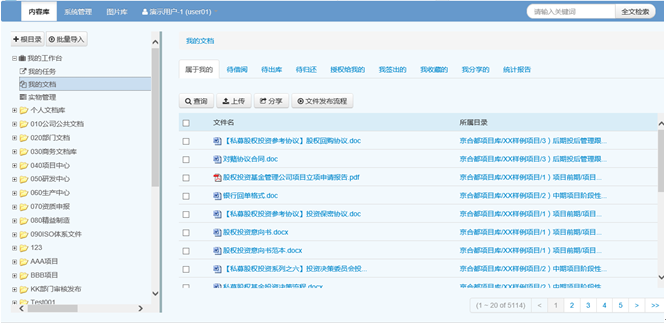 内容库 系统管理 图片库 演示用户-1 (user01) 请输入关键词 全文检索
根目录 批量导入
我的工作台
我的任务
我的文档
实物管理
个人文档库
010公司公共文档
020部门文档
030商务文档库
040项目中心
050研发中心
060生产中心
070资质申报
080精益制造
090ISO体系文件
123
AAA项目
BBB项目
KK部门审核发布
Test001
我的文档
属于我的 待借阅 待出库 待归还 授权给我的 我签出的 我收藏的 我分享的 统计报告
查询 上传 分享 文件发布流程
文件名 所属目录
【私募股权投资参考协议】股权回购协议.doc 京合都项目库/XX样例项目/3）后期投后管理跟...
对赌协议合同.doc 京合都项目库/XX样例项目/3）后期投后管理跟...
股权投资基金管理公司项目立项申请报告.pdf 京合都项目库/XX样例项目/1）项目前期/项目...
银行回单格式.doc 京合都项目库/XX样例项目/2）中期项目阶段性...
【私募股权投资参考协议】投资保密协议.doc 京合都项目库/XX样例项目/1）项目前期/项目...
股权投资意向书.docx 京合都项目库/XX样例项目/1）项目前期/项目...
股权投资意向书范本.docx 京合都项目库/XX样例项目/1）项目前期/项目...
【私募股权投资系列之六】投资决策委员会投... 京合都项目库/XX样例项目/2）中期项目阶段性...
私募股权基金投资决策流程.docx 京合都项目库/XX样例项目/2）中期项目阶段性...
(1 – 20 of 5114) < 1 2 3 4 5 > >>